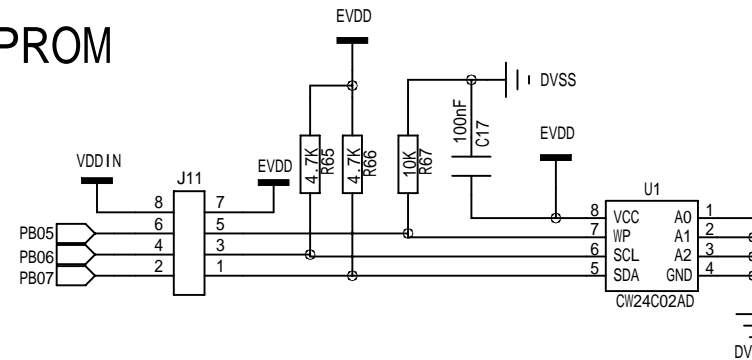 PROM
EVDD
DVSS
100nF
C17
EVDD
4.7K
R65
4.7K
R66
10K
R67
VDDIN
J11
EVDD
U1
8
7
6
5
4
3
2
1
PB05
PB06
PB07
8
VCC
A0
1
7
WP
A1
2
6
SCL
A2
3
5
SDA
GND
4
CW24C02AD
DV